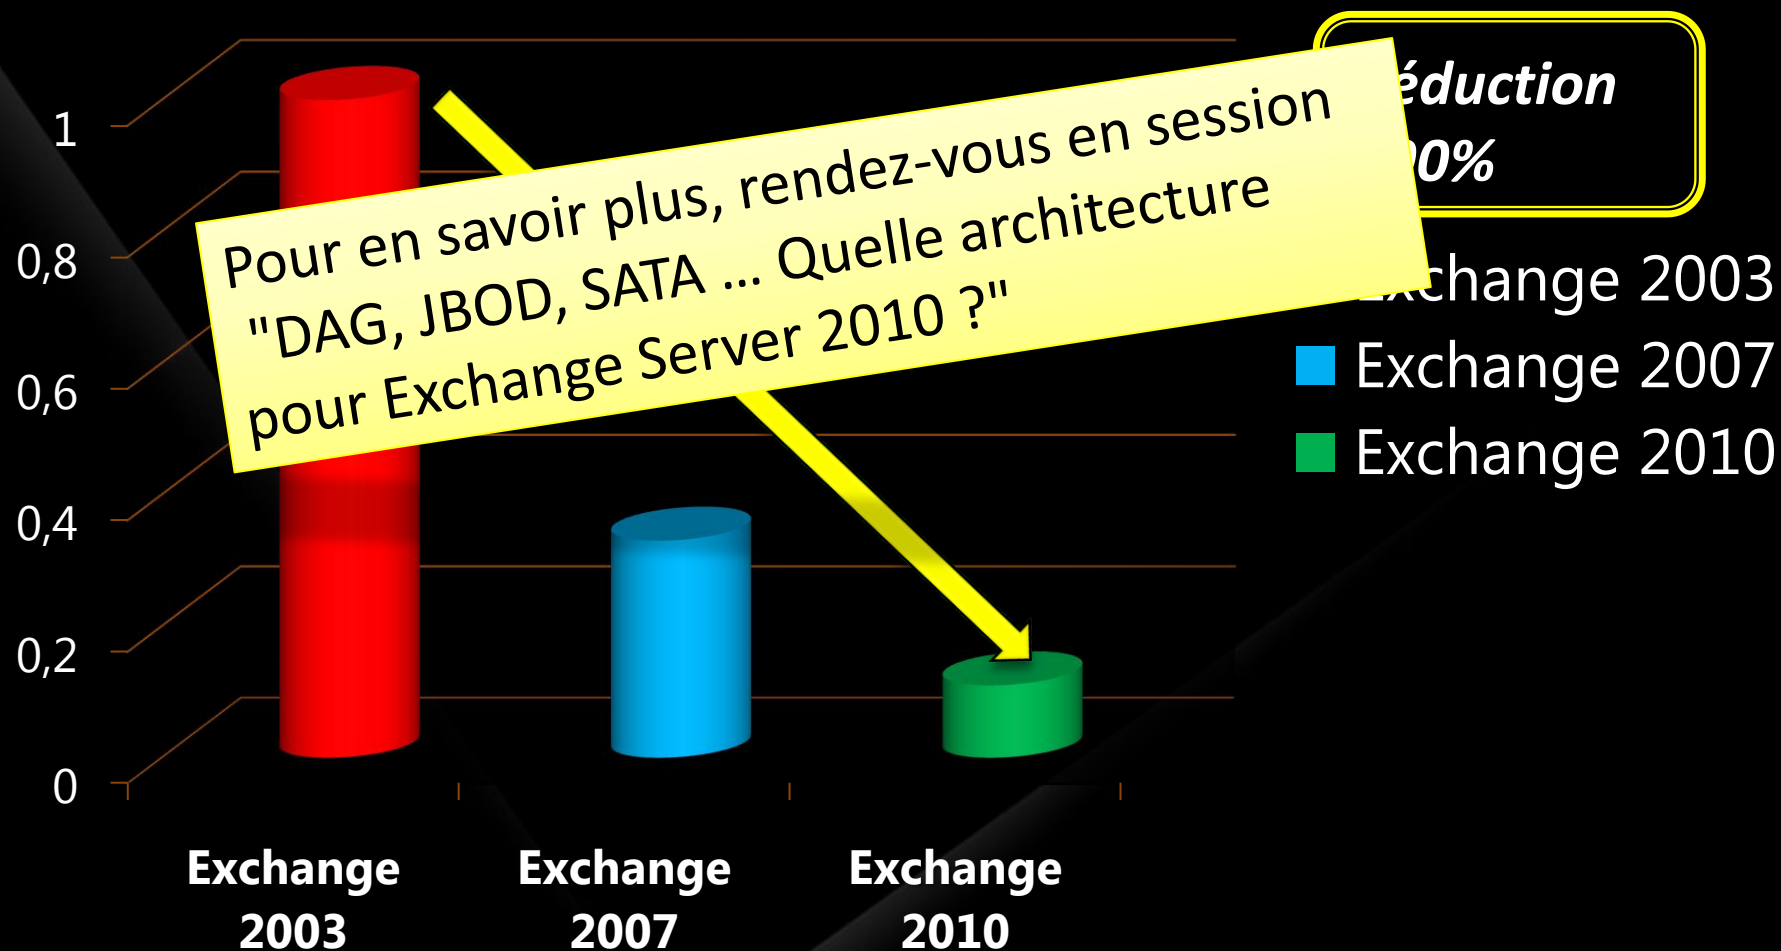 éduction
0%
Pour en savoir plus, rendez-vous en session
"DAG, JBOD, SATA ... Quelle architecture
pour Exchange Server 2010 ?"
1
0,8
0,6
0,4
0,2
0
Exchange 2003
Exchange 2007
Exchange 2010
Exchange
2003
Exchange
2007
Exchange
2010